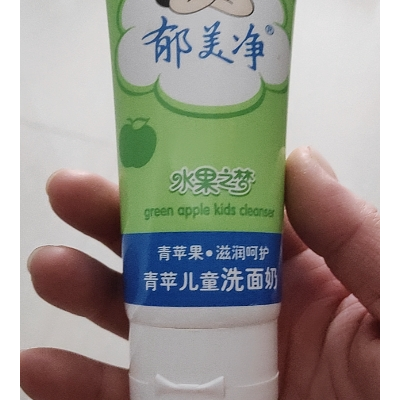 郁美净®
水果之梦
green apple kids cleanser
青苹果•滋润呵护
青苹儿童洗面奶